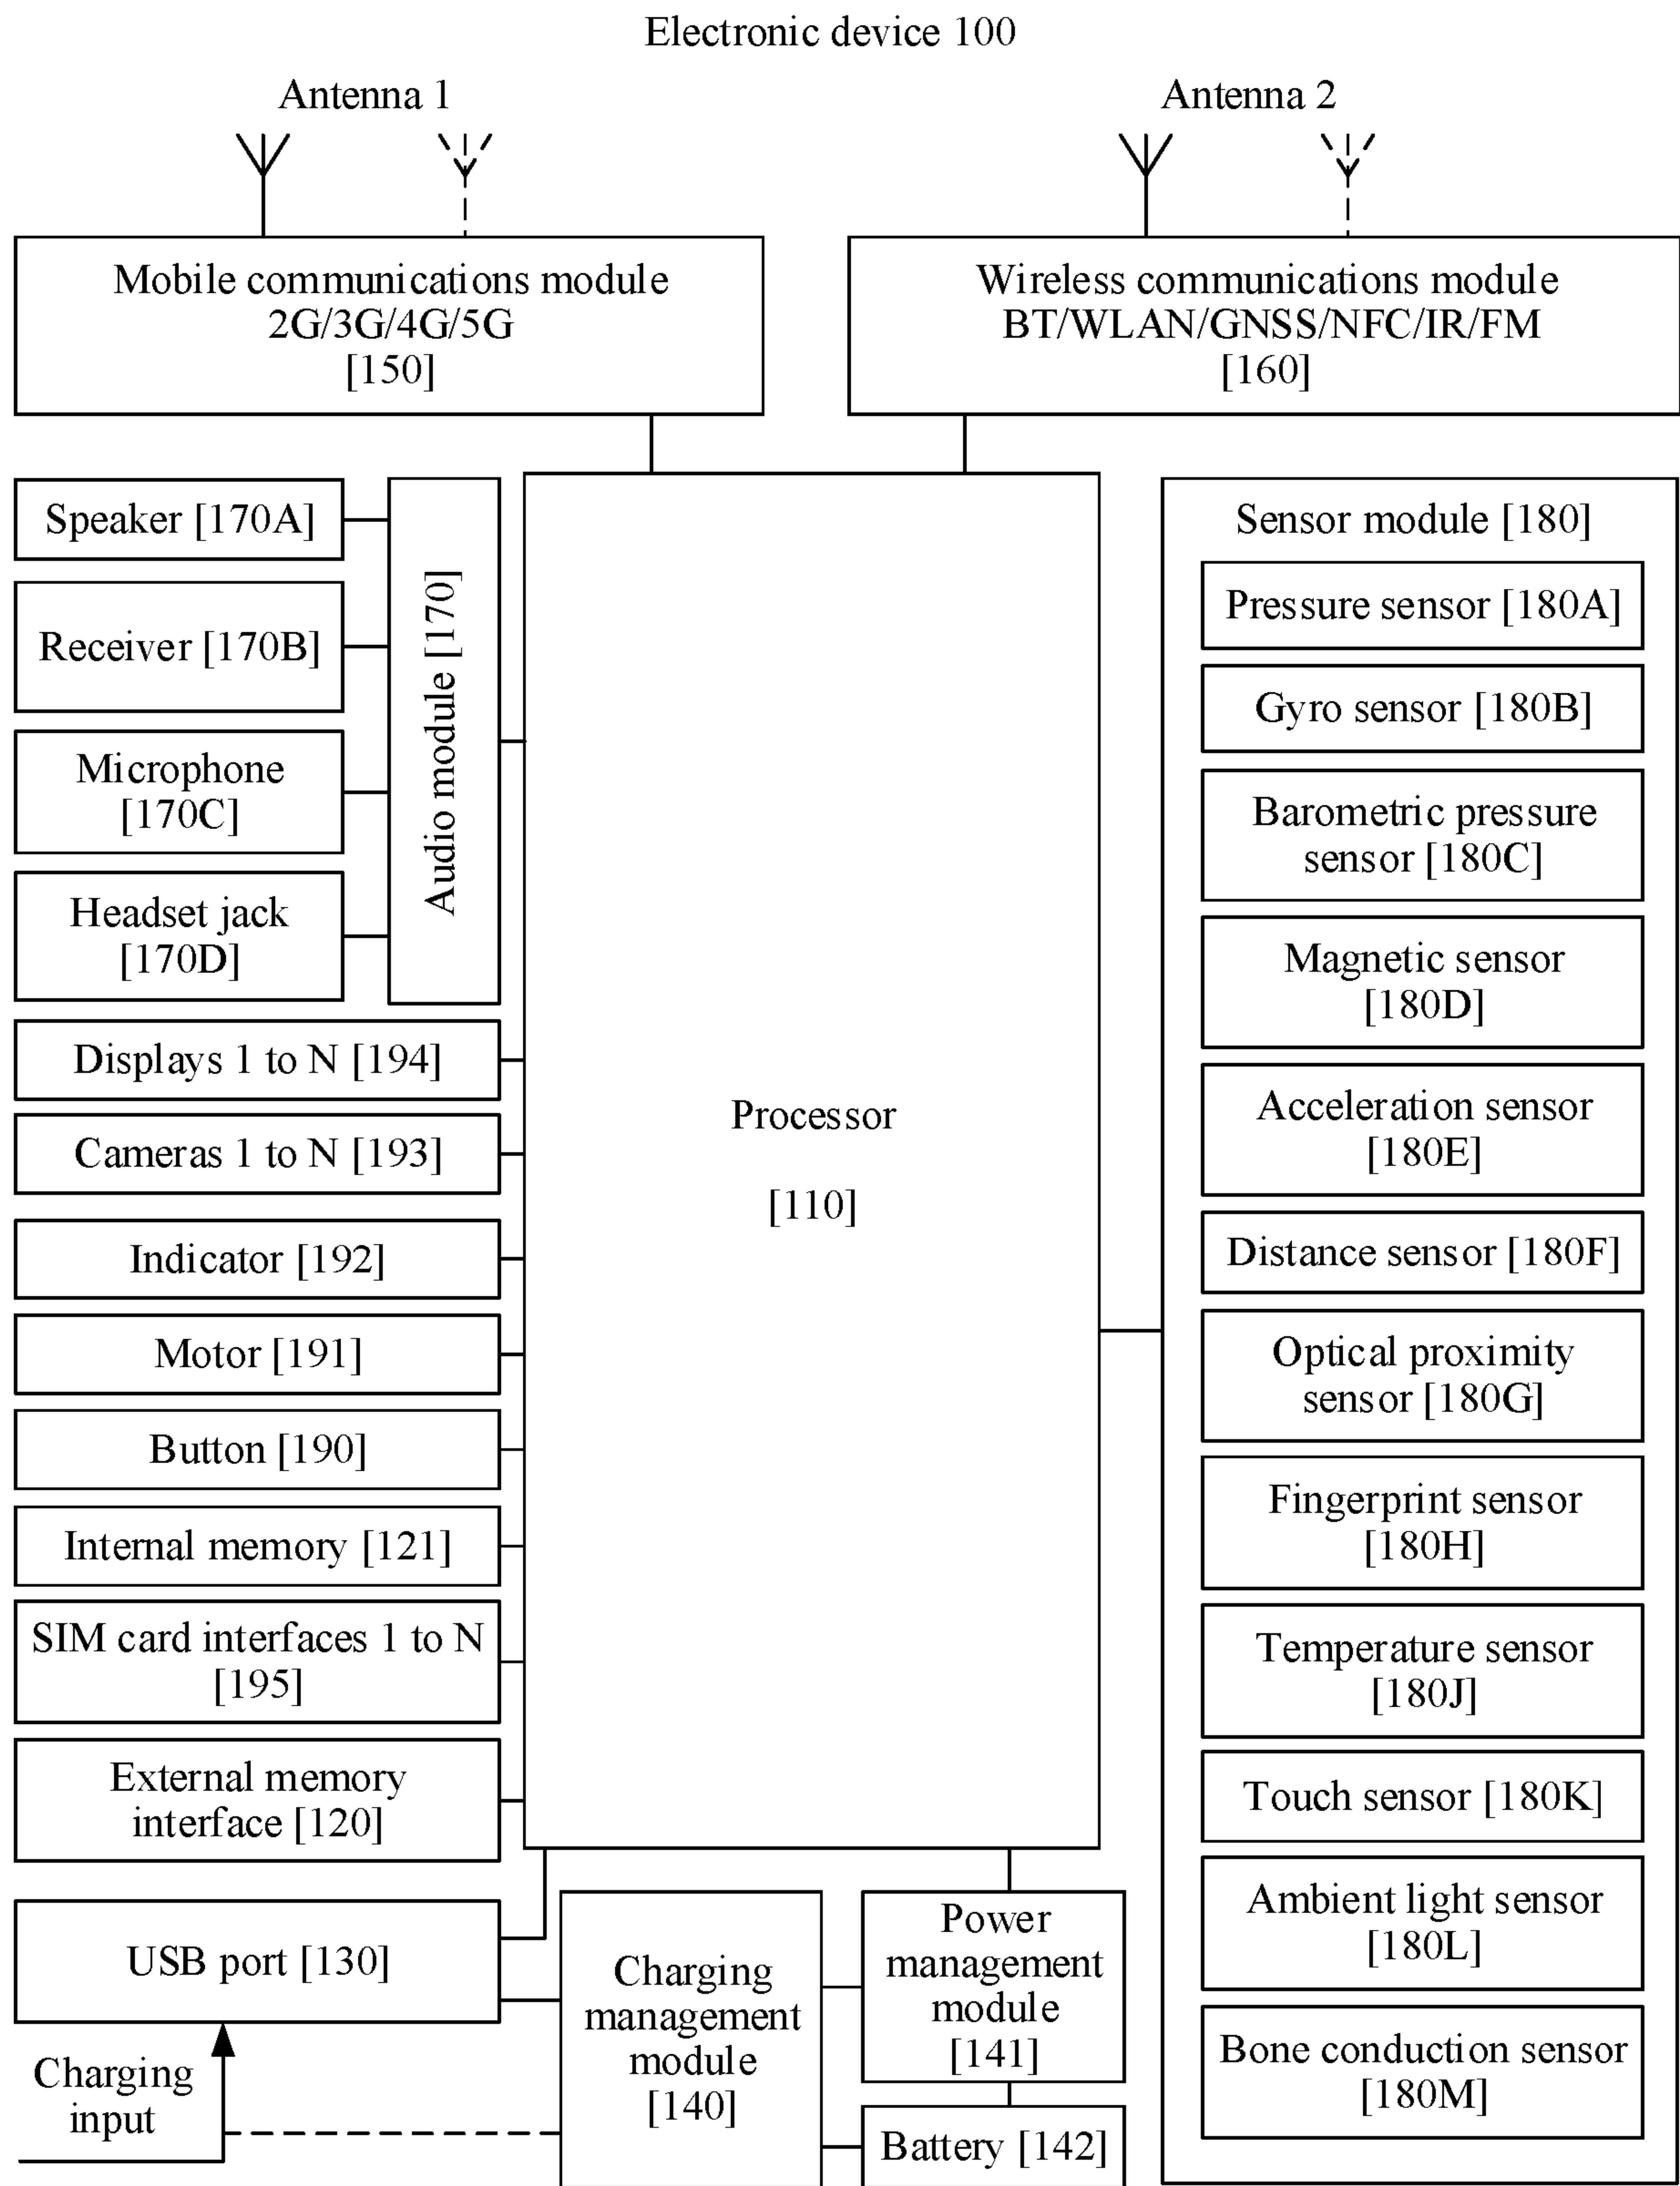 Electronic device 100
Antenna 1
Antenna 2
Mobile communications module
2G/3G/4G/5G
[150]
Wireless communications module
BT/WLAN/GNSS/NFC/IR/FM
[160]
Speaker [170A]
Receiver [170B]
Microphone
[170C]
Headset jack
[170D]
Audio module [170]
Displays 1 to N [194]
Cameras 1 to N [193]
Indicator [192]
Motor [191]
Button [190]
Internal memory [121]
SIM card interfaces 1 to N
[195]
External memory
interface [120]
USB port [130]
Charging
input
Processor
[110]
Charging
management
module
[140]
Power
management
module
[141]
Battery [142]
Sensor module [180]
Pressure sensor [180A]
Gyro sensor [180B]
Barometric pressure
sensor [180C]
Magnetic sensor
[180D]
Acceleration sensor
[180E]
Distance sensor [180F]
Optical proximity
sensor [180G]
Fingerprint sensor
[180H]
Temperature sensor
[180J]
Touch sensor [180K]
Ambient light sensor
[180L]
Bone conduction sensor
[180M]